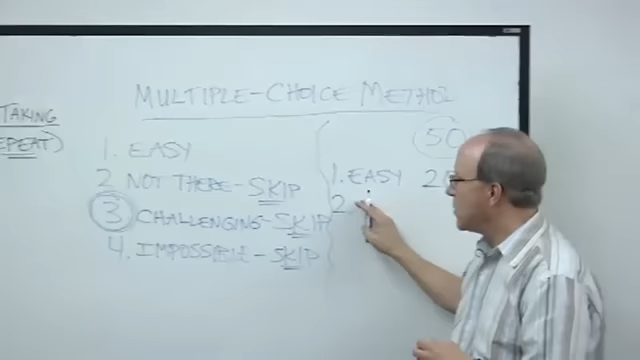 TAKING
EPEAT)
MULTIPLE-CHOICE METHOD
1. EASY
2 NOT THERE - SKIP
3 CHALLENGING - SKIP
4. IMPOSSIBLE - SKIP
50
1. EASY 2
2.